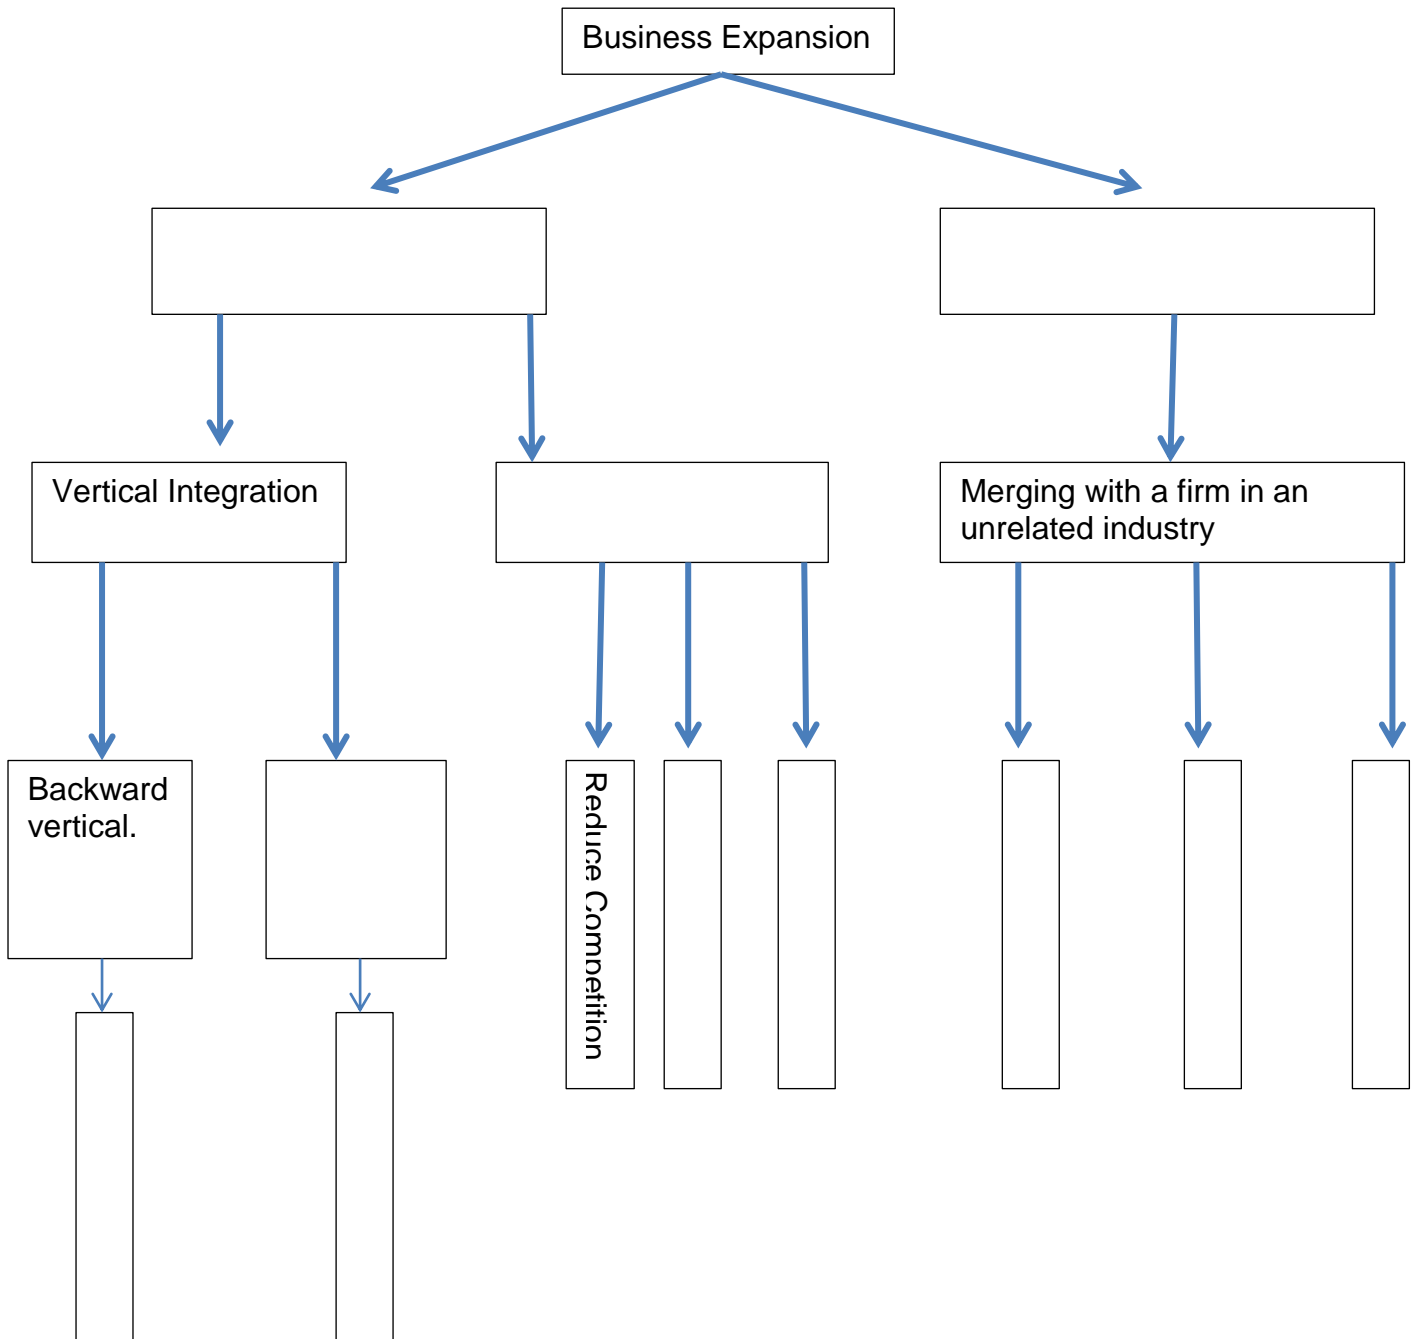 Business Expansion
Vertical Integration
Merging with a firm in an
unrelated industry
Backward
vertical.
Reduce Competition